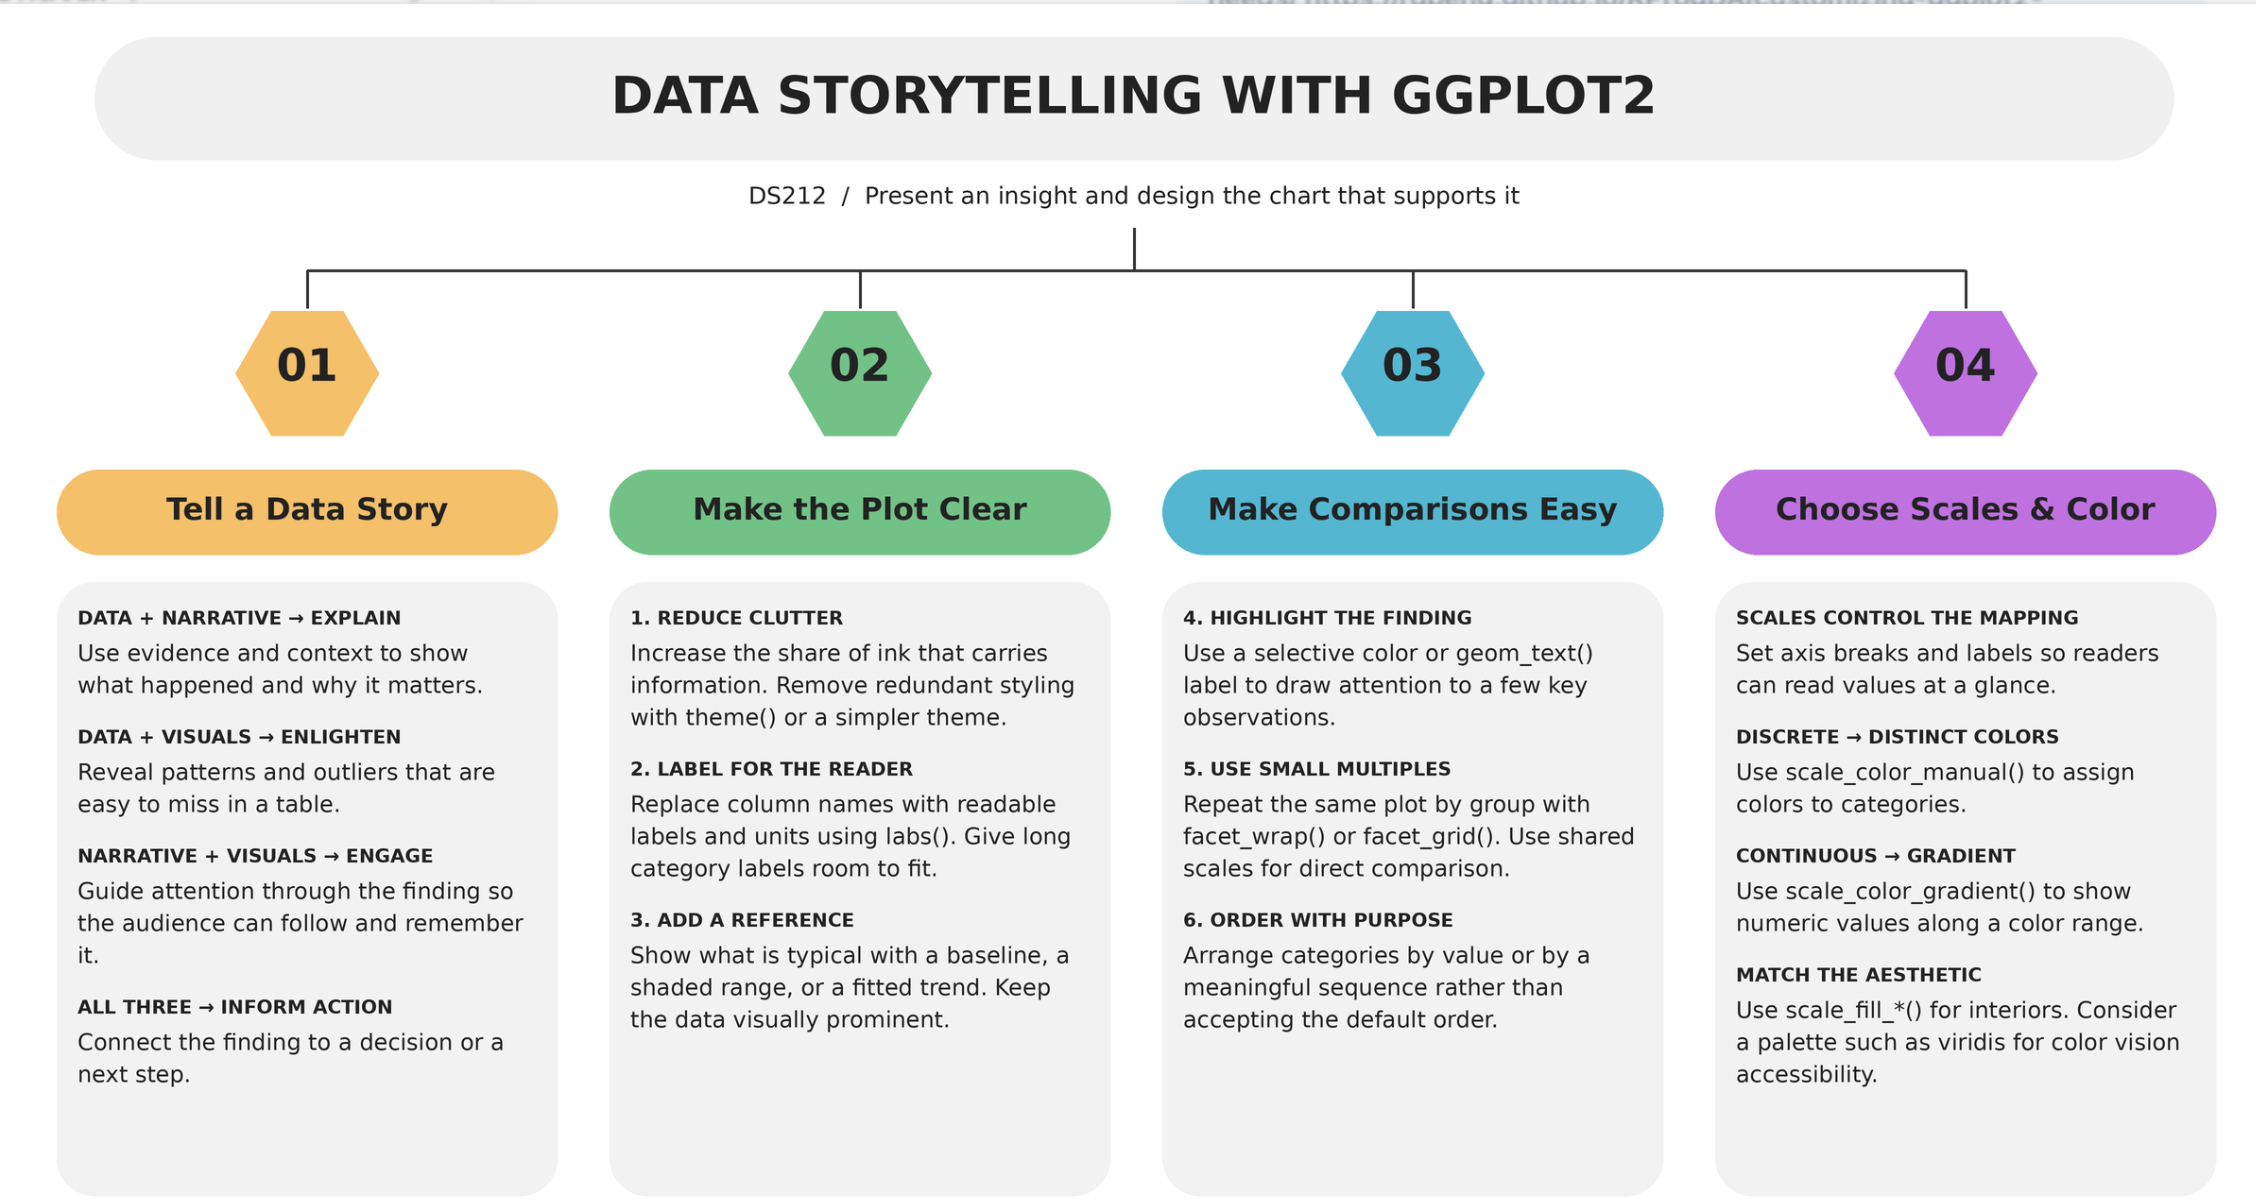 DATA STORYTELLING WITH GGPLOT2
DS212 / Present an insight and design the chart that supports it
01
Tell a Data Story
DATA + NARRATIVE → EXPLAIN
Use evidence and context to show
what happened and why it matters.
DATA + VISUALS → ENLIGHTEN
Reveal patterns and outliers that are
easy to miss in a table.
NARRATIVE + VISUALS → ENGAGE
Guide attention through the finding so
the audience can follow and remember
it.
ALL THREE → INFORM ACTION
Connect the finding to a decision or a
next step.
02
Make the Plot Clear
1. REDUCE CLUTTER
Increase the share of ink that carries
information. Remove redundant styling
with theme() or a simpler theme.
2. LABEL FOR THE READER
Replace column names with readable
labels and units using labs(). Give long
category labels room to fit.
3. ADD A REFERENCE
Show what is typical with a baseline, a
shaded range, or a fitted trend. Keep
the data visually prominent.
03
Make Comparisons Easy
4. HIGHLIGHT THE FINDING
Use a selective color or geom_text()
label to draw attention to a few key
observations.
5. USE SMALL MULTIPLES
Repeat the same plot by group with
facet_wrap() or facet_grid(). Use shared
scales for direct comparison.
6. ORDER WITH PURPOSE
Arrange categories by value or by a
meaningful sequence rather than
accepting the default order.
04
Choose Scales & Color
SCALES CONTROL THE MAPPING
Set axis breaks and labels so readers
can read values at a glance.
DISCRETE → DISTINCT COLORS
Use scale_color_manual() to assign
colors to categories.
CONTINUOUS → GRADIENT
Use scale_color_gradient() to show
numeric values along a color range.
MATCH THE AESTHETIC
Use scale_fill_*() for interiors. Consider
a palette such as viridis for color vision
accessibility.